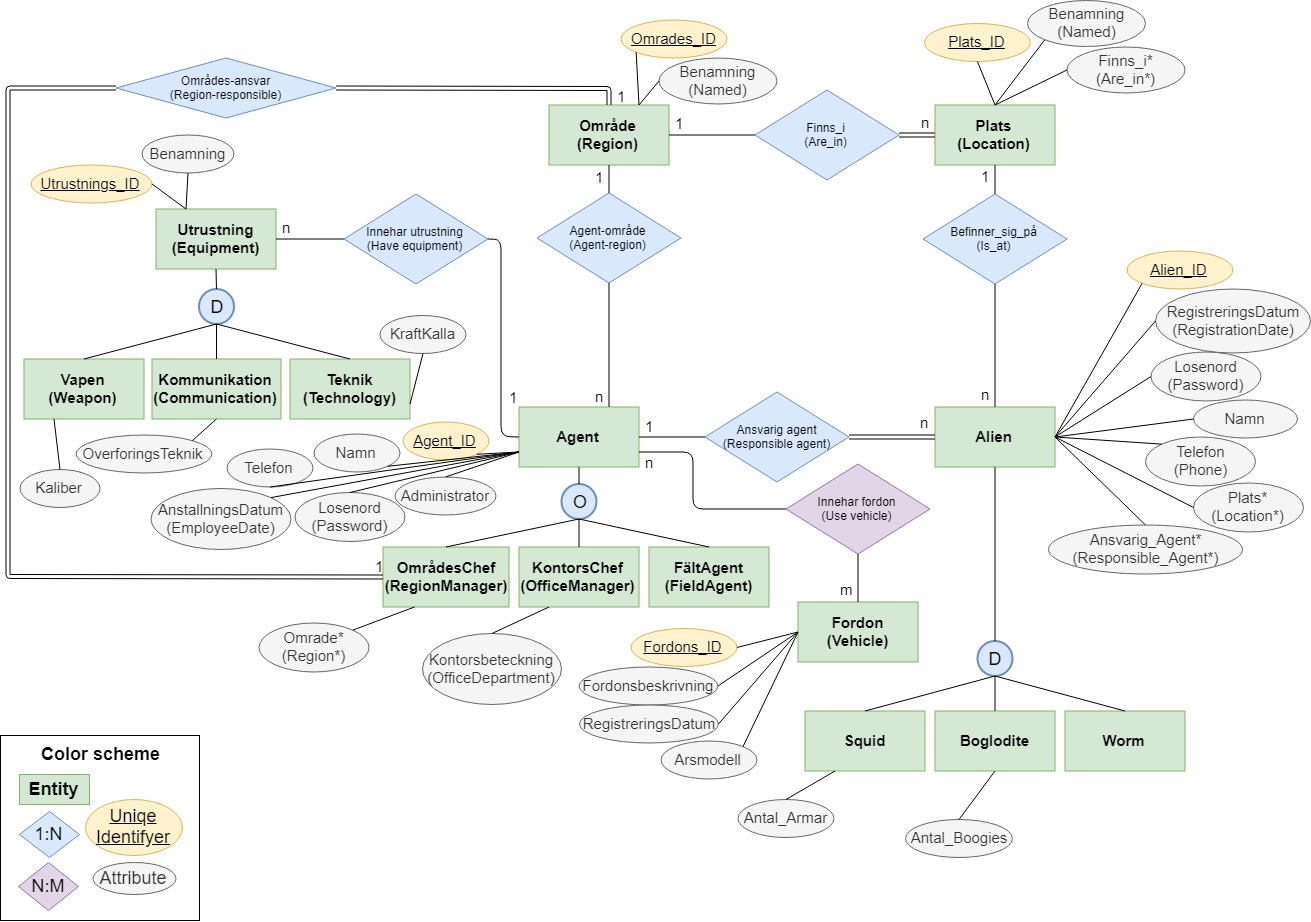 Områdes-ansvar
(Region-responsible)
1
Omrades_ID
Benamning
(Named)
Område
(Region)
1
Finns_i
(Are_in)
n
Plats_ID
Benamning
(Named)
Finns_i*
(Are_in*)
Plats
(Location)
Benamning
Utrustnings_ID
Utrustning
(Equipment)
n
Innehar utrustning
(Have equipment)
1
1
Agent-område
(Agent-region)
n
1
Befinner_sig_på
(Is_at)
n
D
Vapen
(Weapon)
Kommunikation
(Communication)
Teknik
(Technology)
KraftKalla
Kaliber
OverforingsTeknik
Alien_ID
RegistreringsDatum
(RegistrationDate)
Losenord
(Password)
Namn
Telefon
(Phone)
Plats*
(Location*)
Ansvarig_Agent*
(Responsible_Agent*)
Agent
1
Ansvarig agent
(Responsible agent)
n
Alien
n
Innehar fordon
(Use vehicle)
m
Agent_ID
Namn
Telefon
AnstallningsDatum
(EmployeeDate)
Losenord
(Password)
Administrator
O
1
OmrådesChef
(RegionManager)
KontorsChef
(OfficeManager)
FältAgent
(FieldAgent)
Omrade*
(Region*)
Kontorsbeteckning
(OfficeDepartment)
Fordon
(Vehicle)
Fordons_ID
Fordonsbeskrivning
RegistreringsDatum
Arsmodell
D
Squid
Boglodite
Worm
Antal_Armar
Antal_Boogies
Color scheme
Entity
1:N
Uniqe
Identifyer
N:M
Attribute